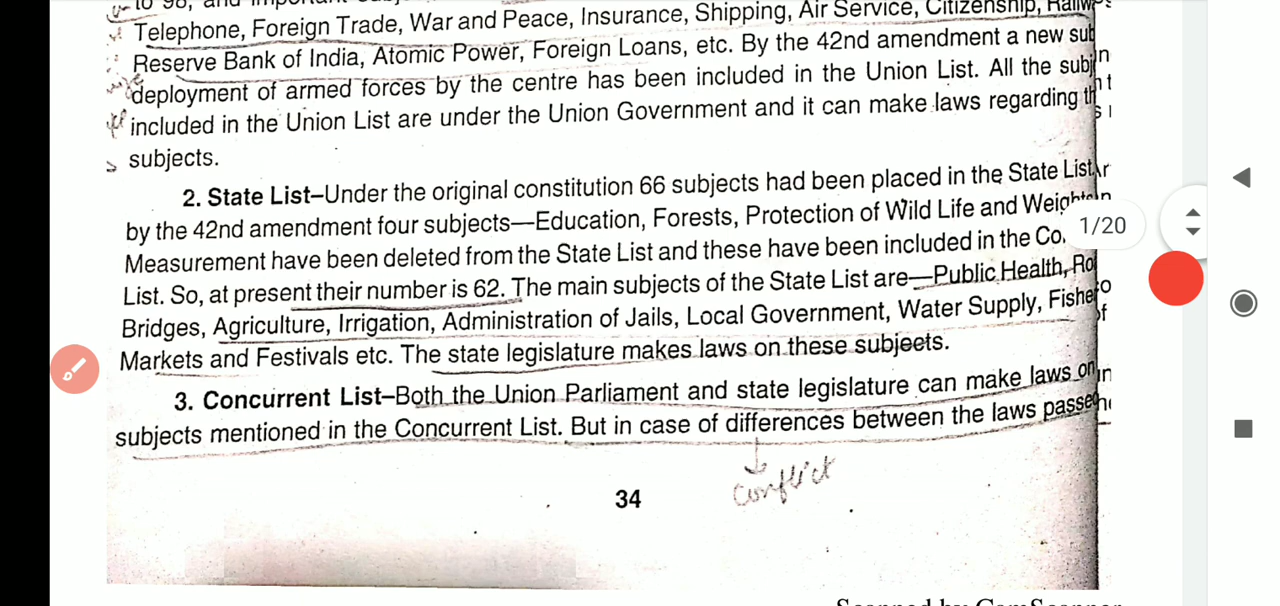 to 98, and
Telephone, Foreign Trade, War and Peace, Insurance, Shipping, Air Service, Citizenship,
Reserve Bank of India, Atomic Power, Foreign Loans, etc. By the 42nd amendment a new
deployment of armed forces by the centre has been included in the Union List. All the
included in the Union List are under the Union Government and it can make laws regarding
subjects.
2. State List–Under the original constitution 66 subjects had been placed in the State List
by the 42nd amendment four subjects—Education, Forests, Protection of Wild Life and
Measurement have been deleted from the State List and these have been included in the
1/20
List. So, at present their number is 62. The main subjects of the State List are—Public Health,
Bridges, Agriculture, Irrigation, Administration of Jails, Local Government, Water Supply,
Markets and Festivals etc. The state legislature makes laws on these subjects.
3. Concurrent List–Both the Union Parliament and state legislature can make laws on
subjects mentioned in the Concurrent List. But in case of differences between the laws
conflict
34
Scanned by CamScanner